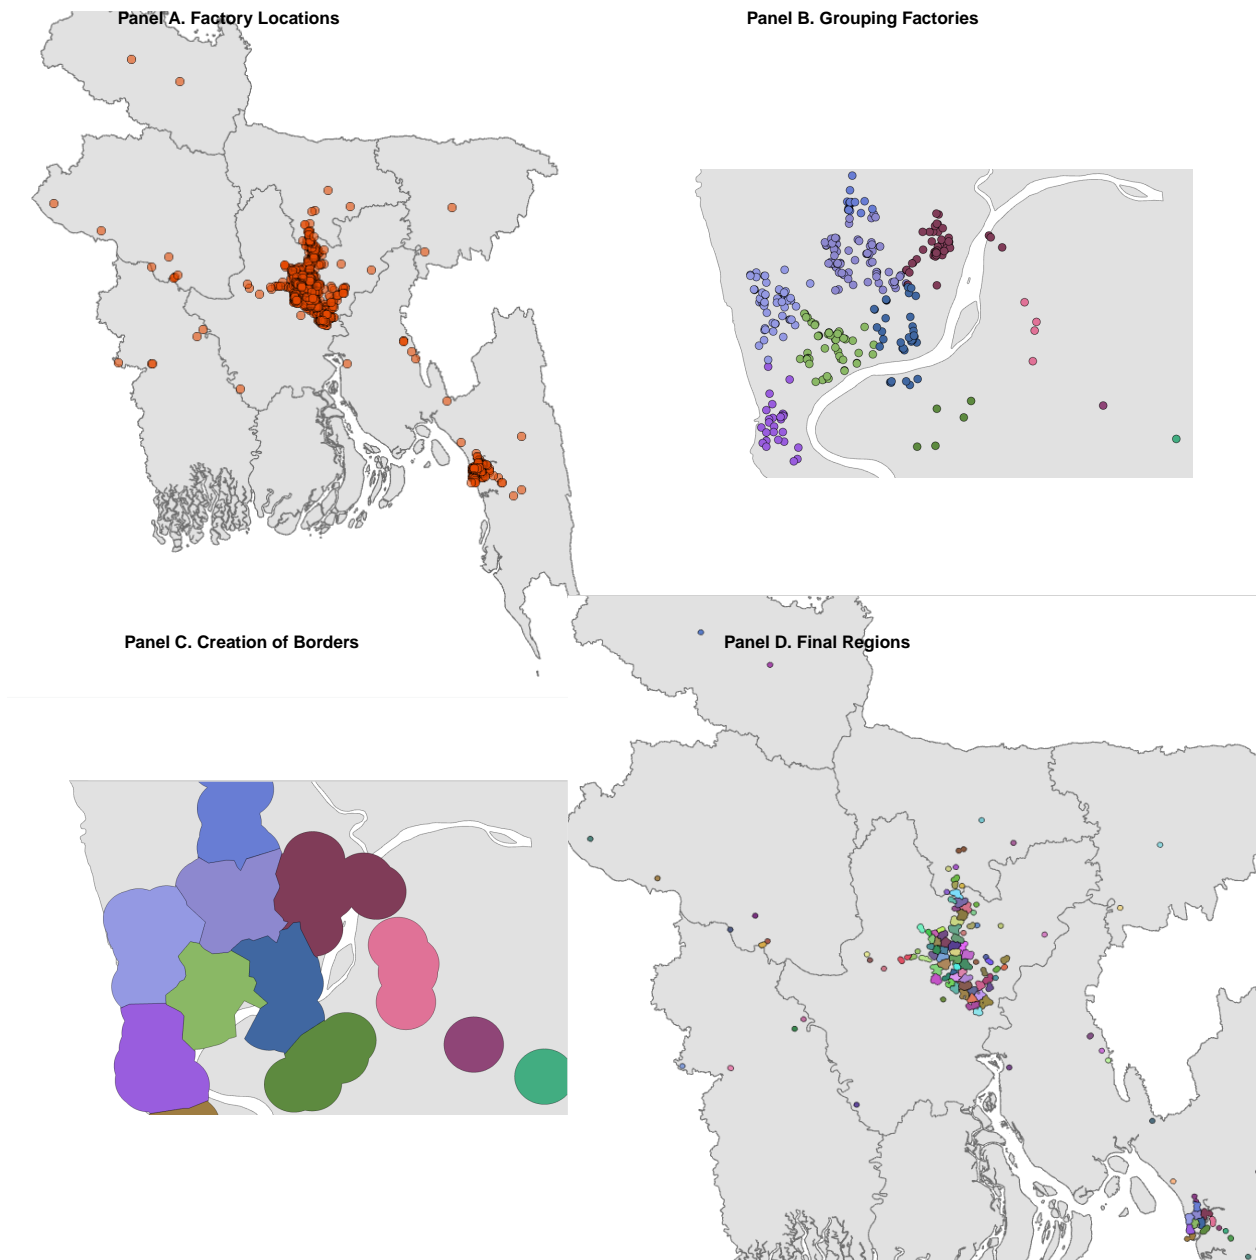 Panel A. Factory Locations
Panel B. Grouping Factories
Panel C. Creation of Borders
Panel D. Final Regions